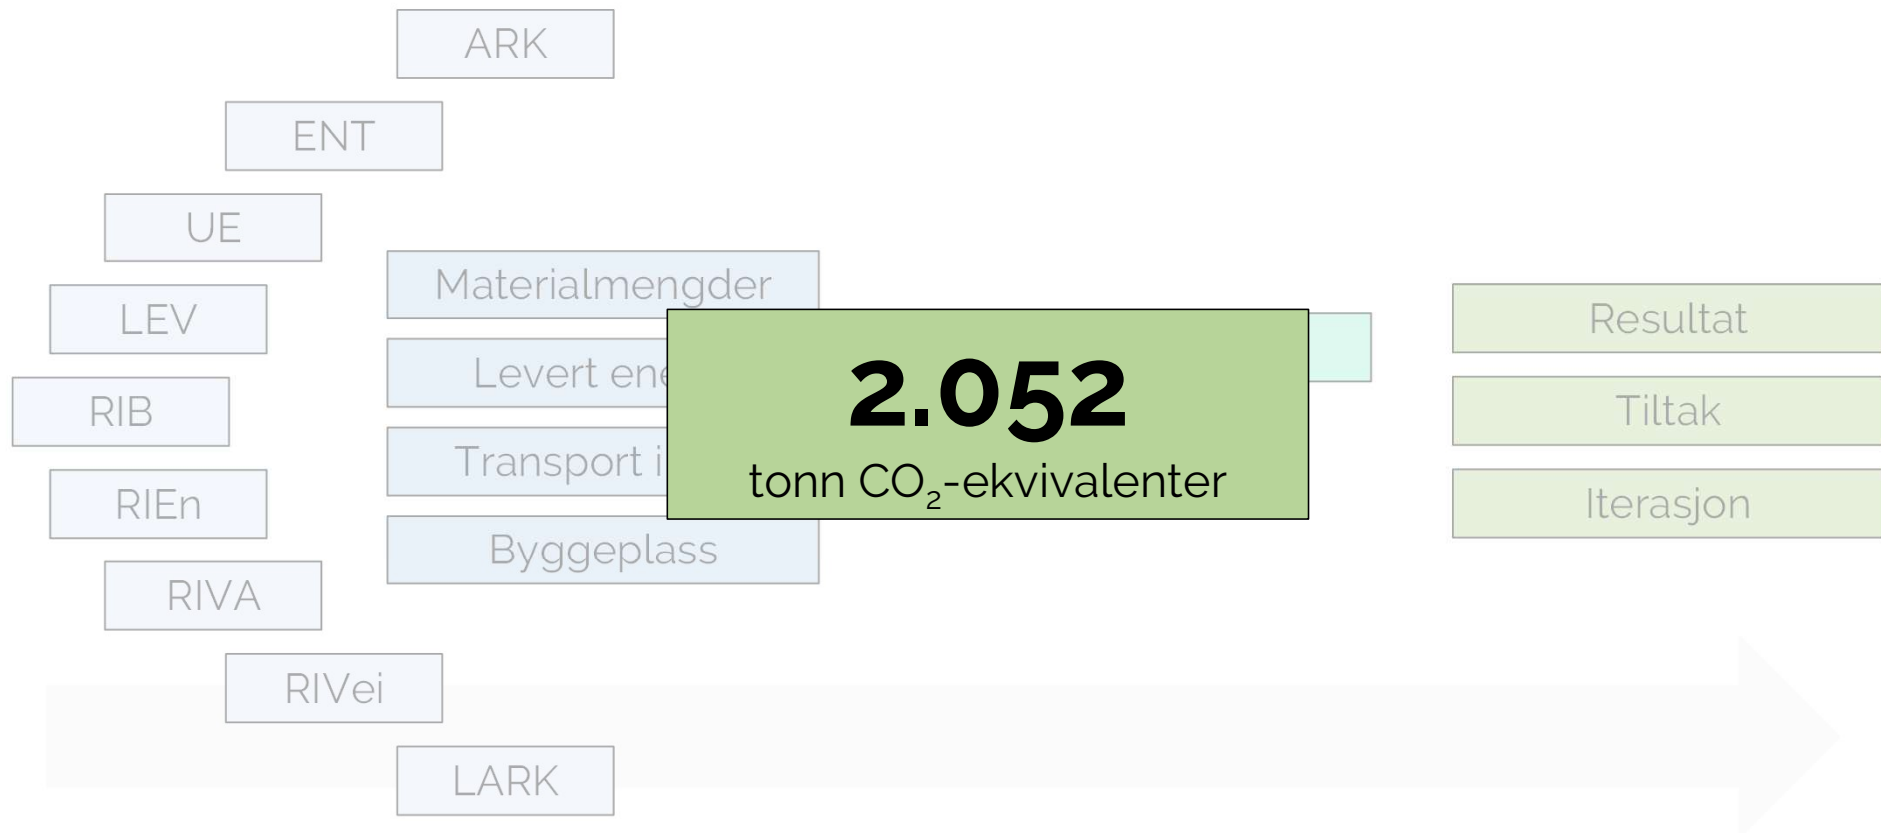 ARK
ENT
UE
LEV
RIB
RIEn
RIVA
RIVei
LARK
Materialmengder
Levert
Transport
Byggeplass
2.052
tonn CO₂-ekvivalenter
Resultat
Tiltak
Iterasjon